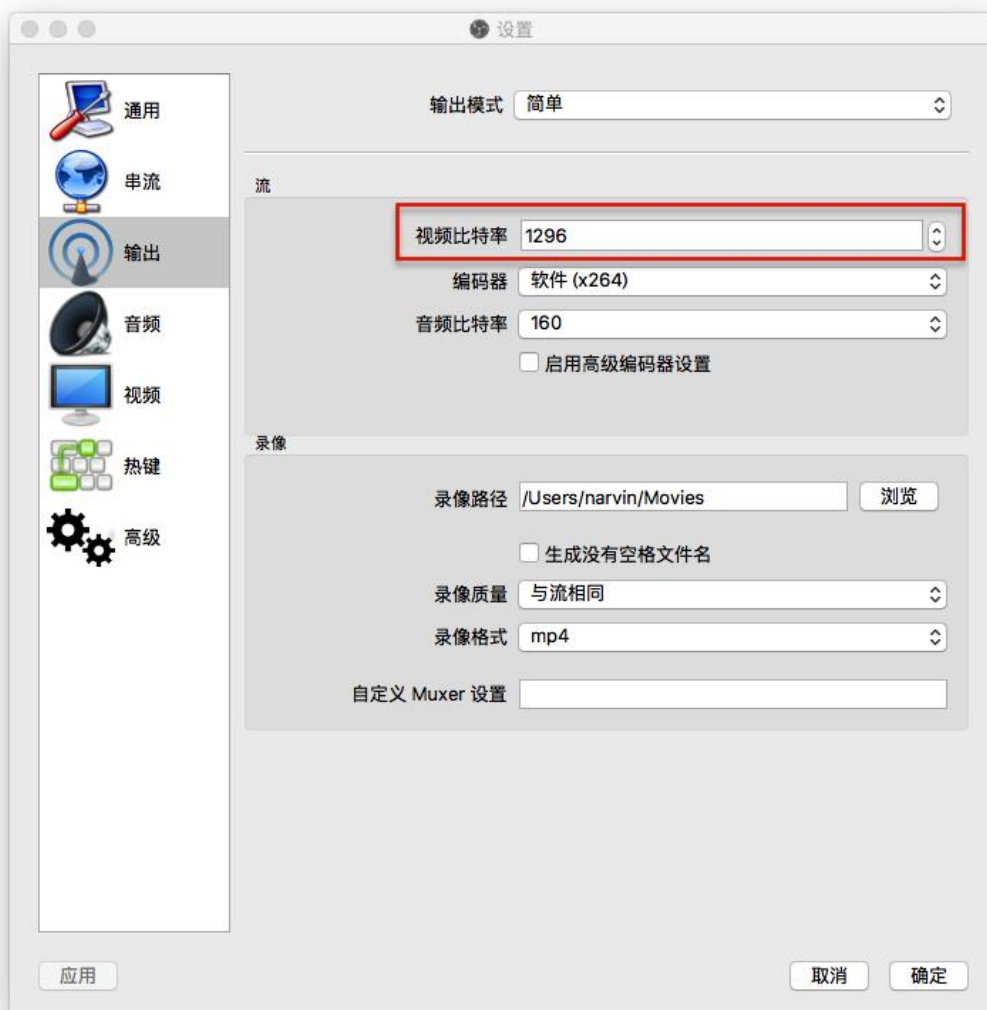 设置
通用
串流
输出
音频
视频
热键
高级
输出模式 简单
流
视频比特率 1296
编码器 软件 (x264)
音频比特率 160
启用高级编码器设置
录像
录像路径 /Users/narvin/Movies 浏览
生成没有空格文件名
录像质量 与流相同
录像格式 mp4
自定义 Muxer 设置
应用 取消 确定